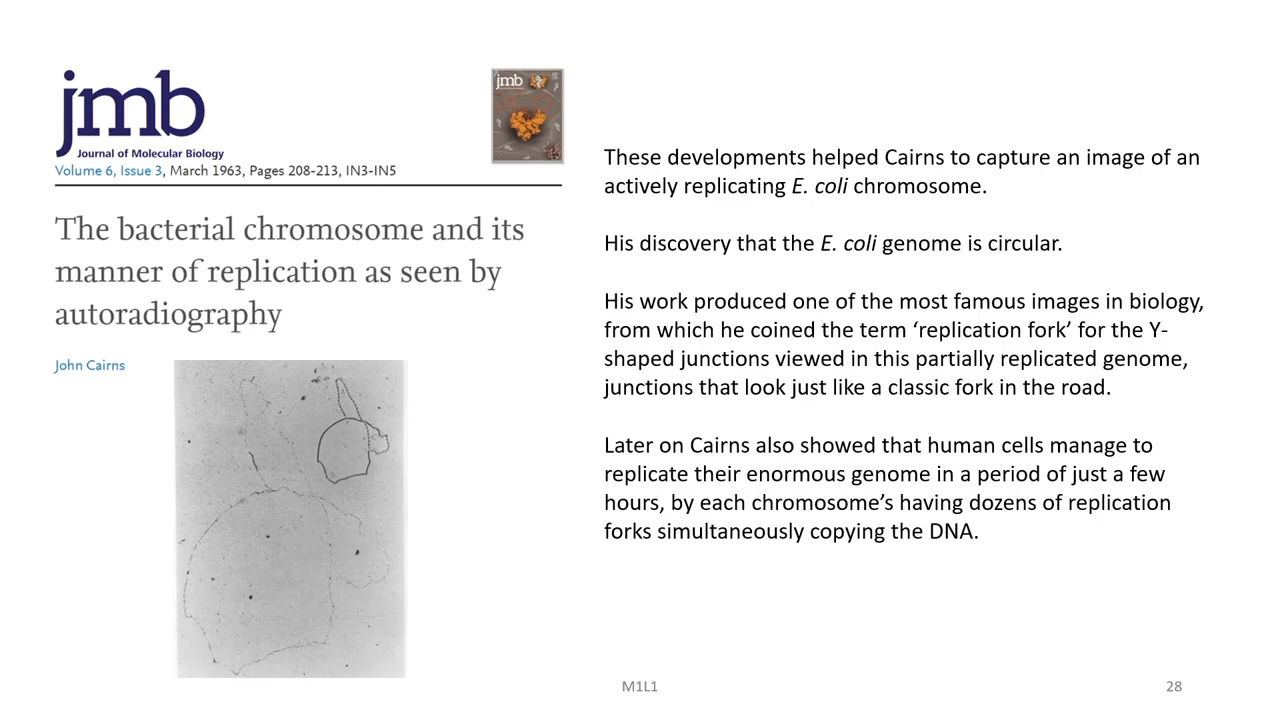 jmb
Journal of Molecular Biology
Volume 6, Issue 3, March 1963, Pages 208-213, IN3-IN5
jmb
The bacterial chromosome and its
manner of replication as seen by
autoradiography
John Cairns
These developments helped Cairns to capture an image of an
actively replicating E. coli chromosome.
His discovery that the E. coli genome is circular.
His work produced one of the most famous images in biology,
from which he coined the term ‘replication fork’ for the Y-
shaped junctions viewed in this partially replicated genome,
junctions that look just like a classic fork in the road.
Later on Cairns also showed that human cells manage to
replicate their enormous genome in a period of just a few
hours, by each chromosome’s having dozens of replication
forks simultaneously copying the DNA.
M1L1
28